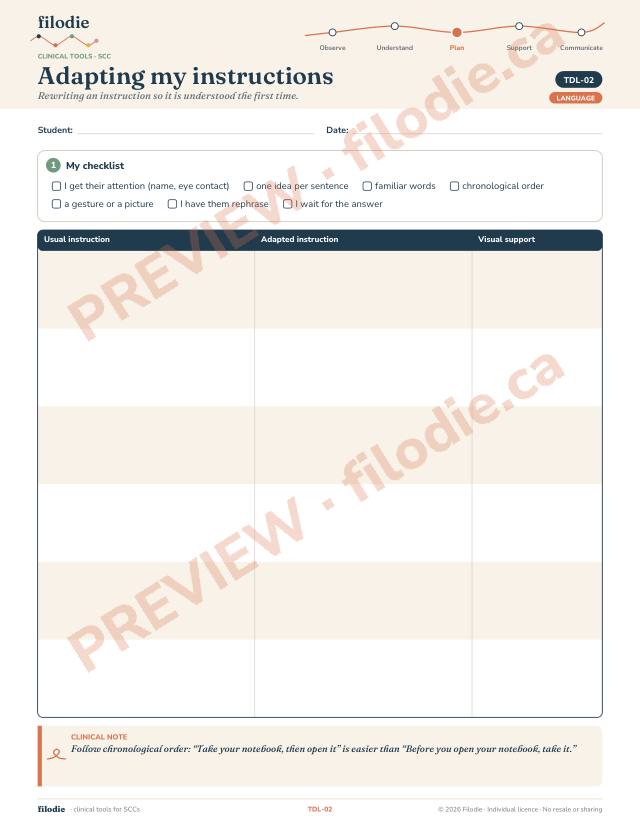 filodie
CLINICAL TOOLS · SCC
Observe Understand Plan Support Communicate
Adapting my instructions
Rewriting an instruction so it is understood the first time.
TDL-02
LANGUAGE
Student: Date:
1 My checklist
I get their attention (name, eye contact) one idea per sentence familiar words chronological order
a gesture or a picture I have them rephrase I wait for the answer
Usual instruction Adapted instruction Visual support
PREVIEW · filodie.ca
PREVIEW · filodie.ca
CLINICAL NOTE
Follow chronological order: “Take your notebook, then open it” is easier than “Before you open your notebook, take it.”
filodie · clinical tools for SCCs TDL-02 © 2026 Filodie · Individual licence · No resale or sharing